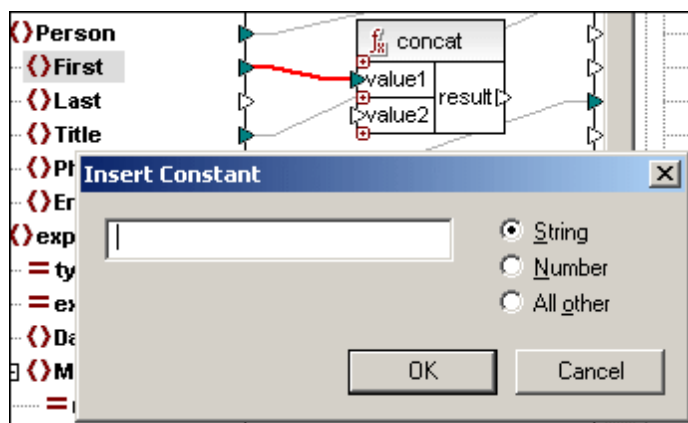 Person
concat
First
value1
result
Last
value2
Title
Insert Constant
String
Number
All other
OK
Cancel